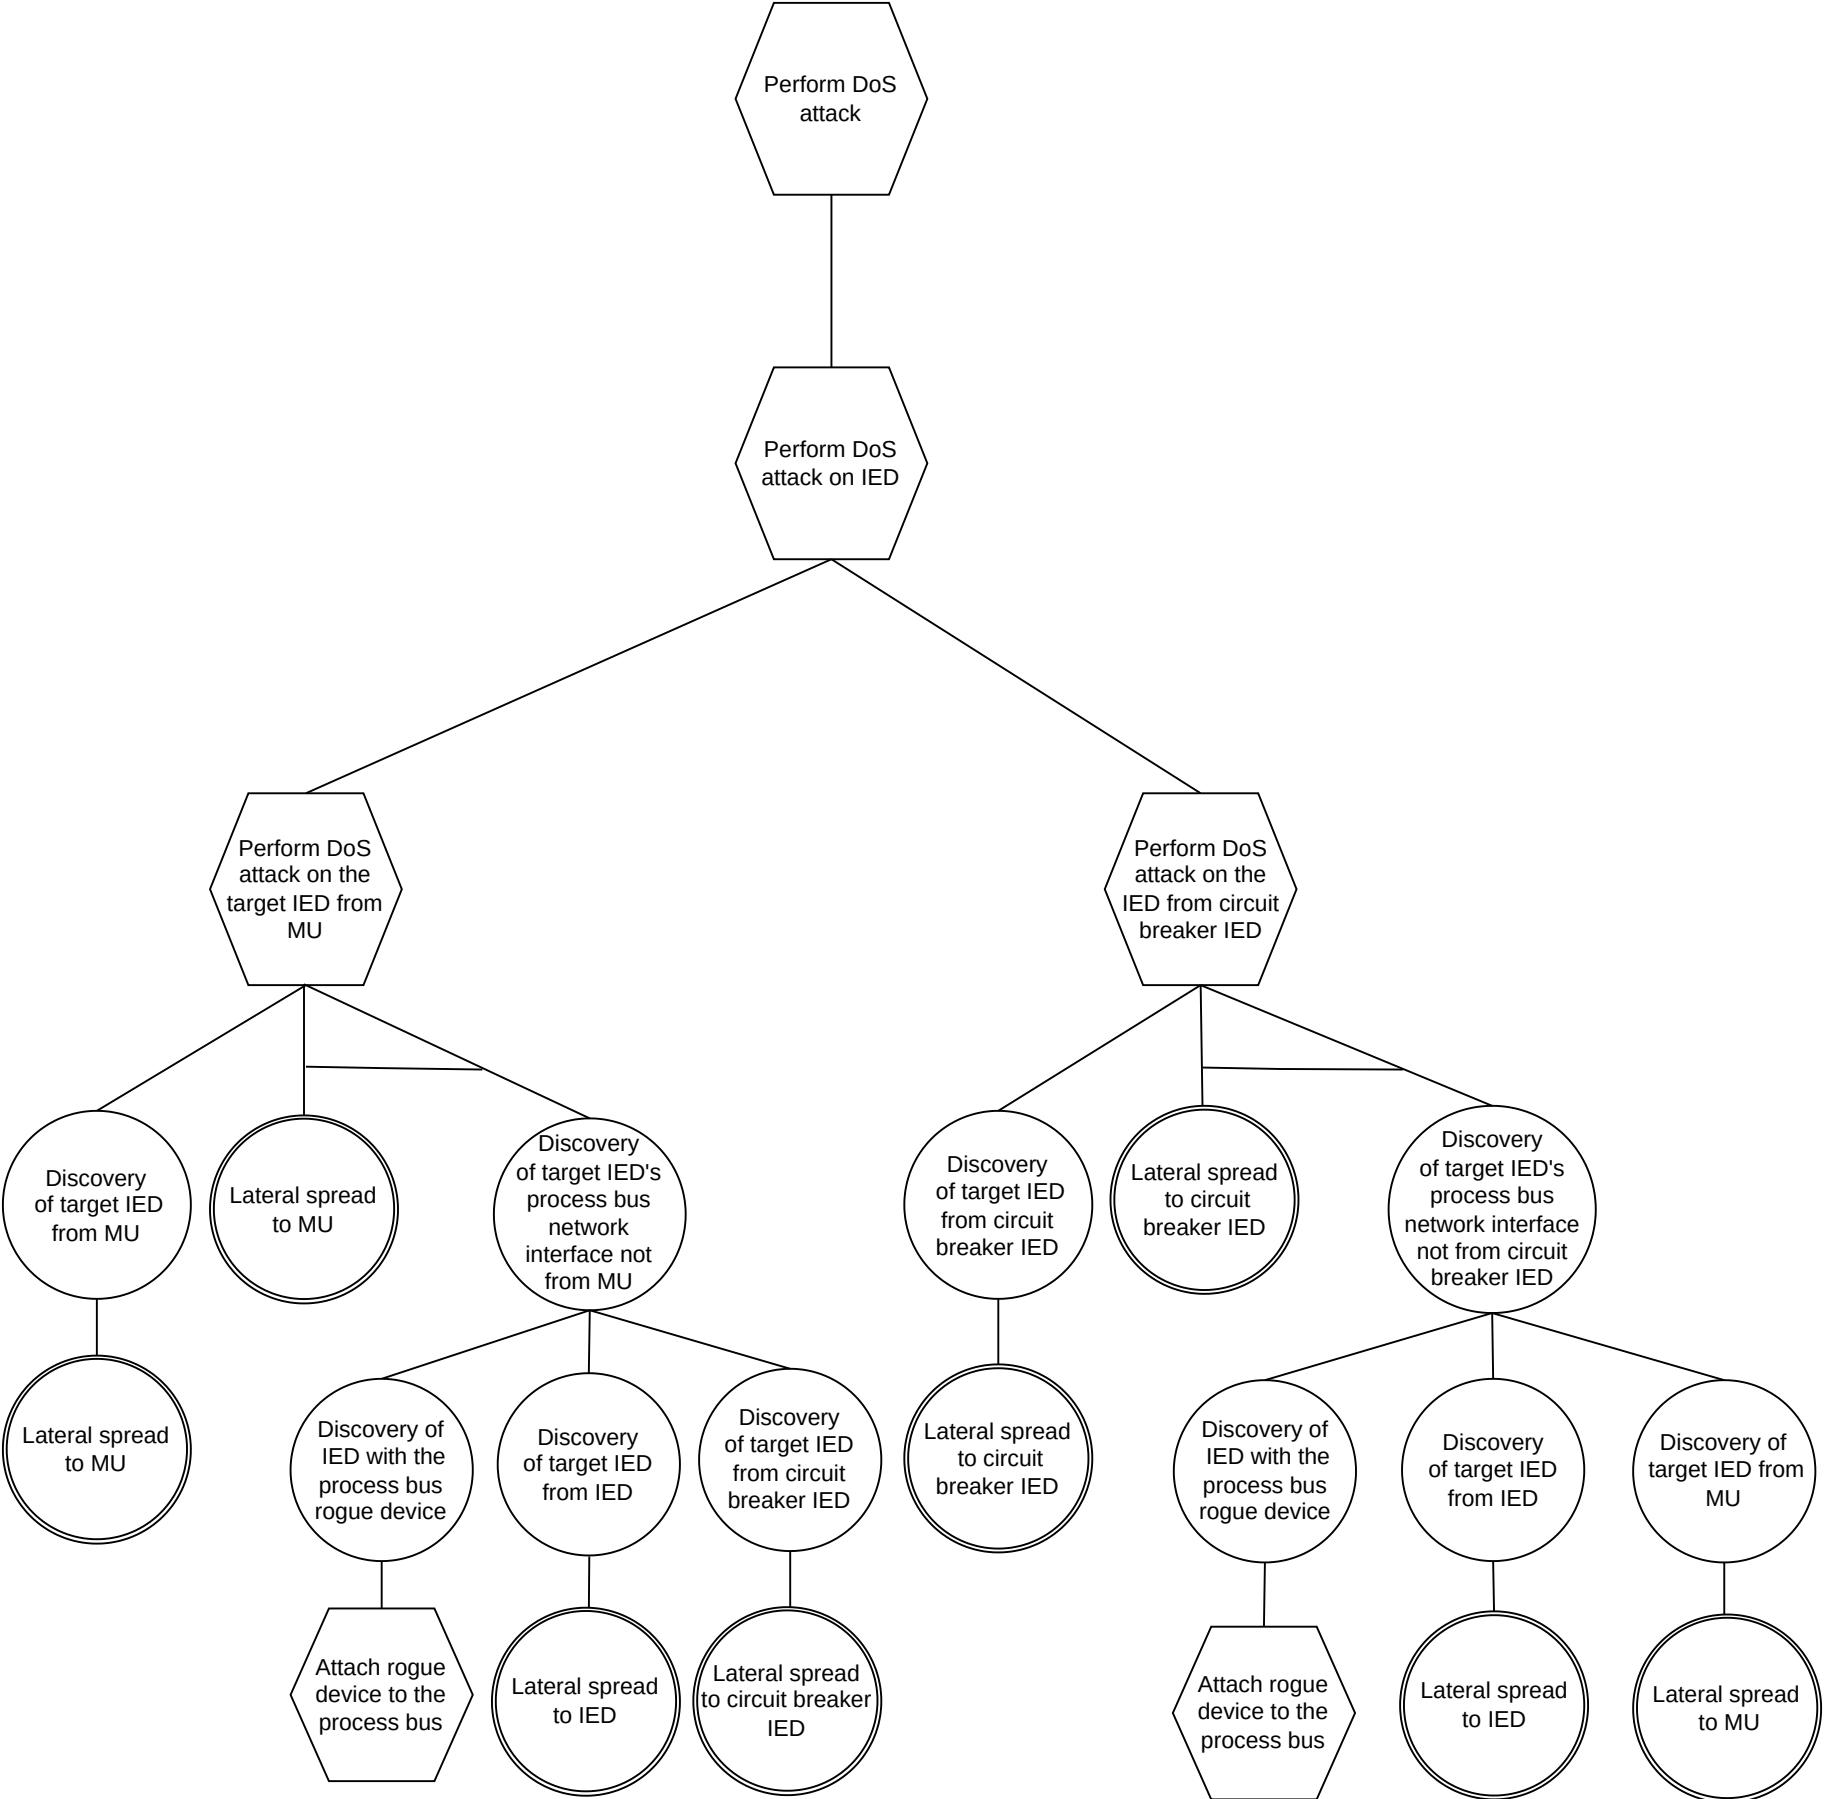 Perform DoS
attack
Perform DoS
attack on IED
Perform DoS
attack on the
target IED from
MU
Perform DoS
attack on the
IED from circuit
breaker IED
Discovery
of target IED
from MU
Lateral spread
to MU
Discovery
of target IED's
process bus
network
interface not
from MU
Discovery
of target IED
from circuit
breaker IED
Lateral spread
to circuit
breaker IED
Discovery
of target IED's
process bus
network interface
not from circuit
breaker IED
Lateral spread
to MU
Discovery of
IED with the
process bus
rogue device
Discovery
of target IED
from IED
Discovery
of target IED
from circuit
breaker IED
Lateral spread
to circuit
breaker IED
Discovery of
IED with the
process bus
rogue device
Discovery
of target IED
from IED
Discovery of
target IED from
MU
Attach rogue
device to the
process bus
Lateral spread
to IED
Lateral spread
to circuit breaker
IED
Attach rogue
device to the
process bus
Lateral spread
to IED
Lateral spread
to MU